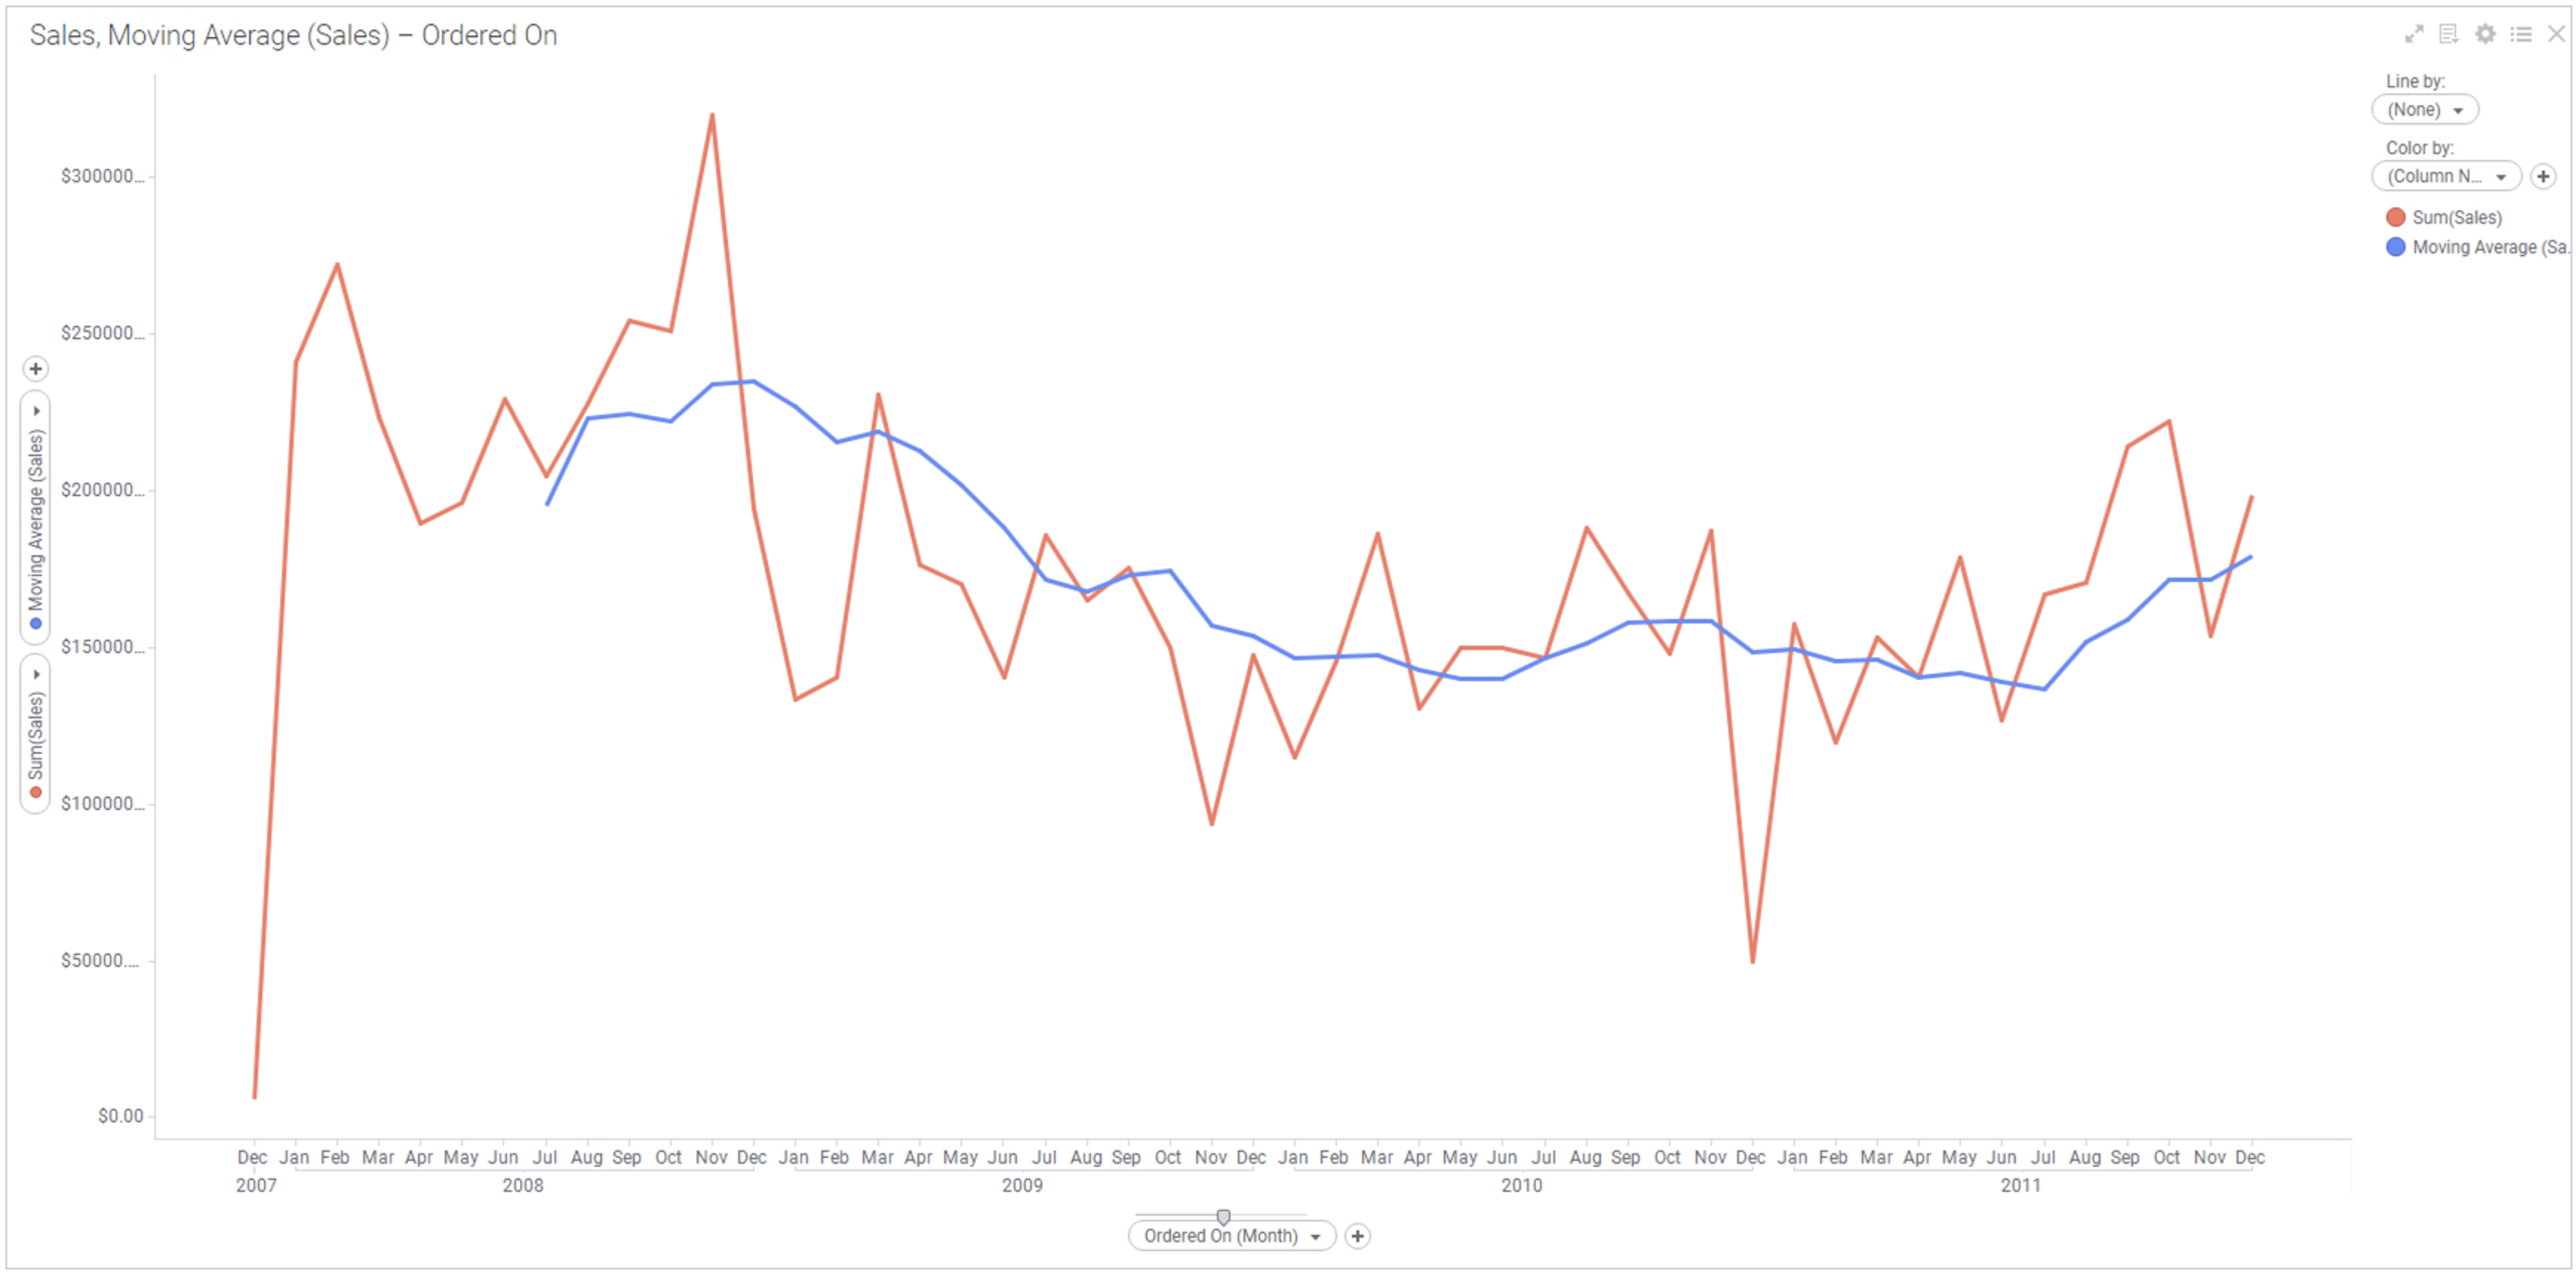 Sales, Moving Average (Sales) – Ordered On
Line by:
(None)
Color by:
(Column N...
Sum(Sales)
Moving Average (Sa.
$300000...
$250000...
$200000...
$150000...
$100000...
$50000....
$0.00
Moving Average (Sales)
Sum(Sales)
Dec Jan Feb Mar Apr May Jun Jul Aug Sep Oct Nov Dec Jan Feb Mar Apr May Jun Jul Aug Sep Oct Nov Dec Jan Feb Mar Apr May Jun Jul Aug Sep Oct Nov Dec Jan Feb Mar Apr May Jun Jul Aug Sep Oct Nov Dec
2007 2008 2009 2010 2011
Ordered On (Month)